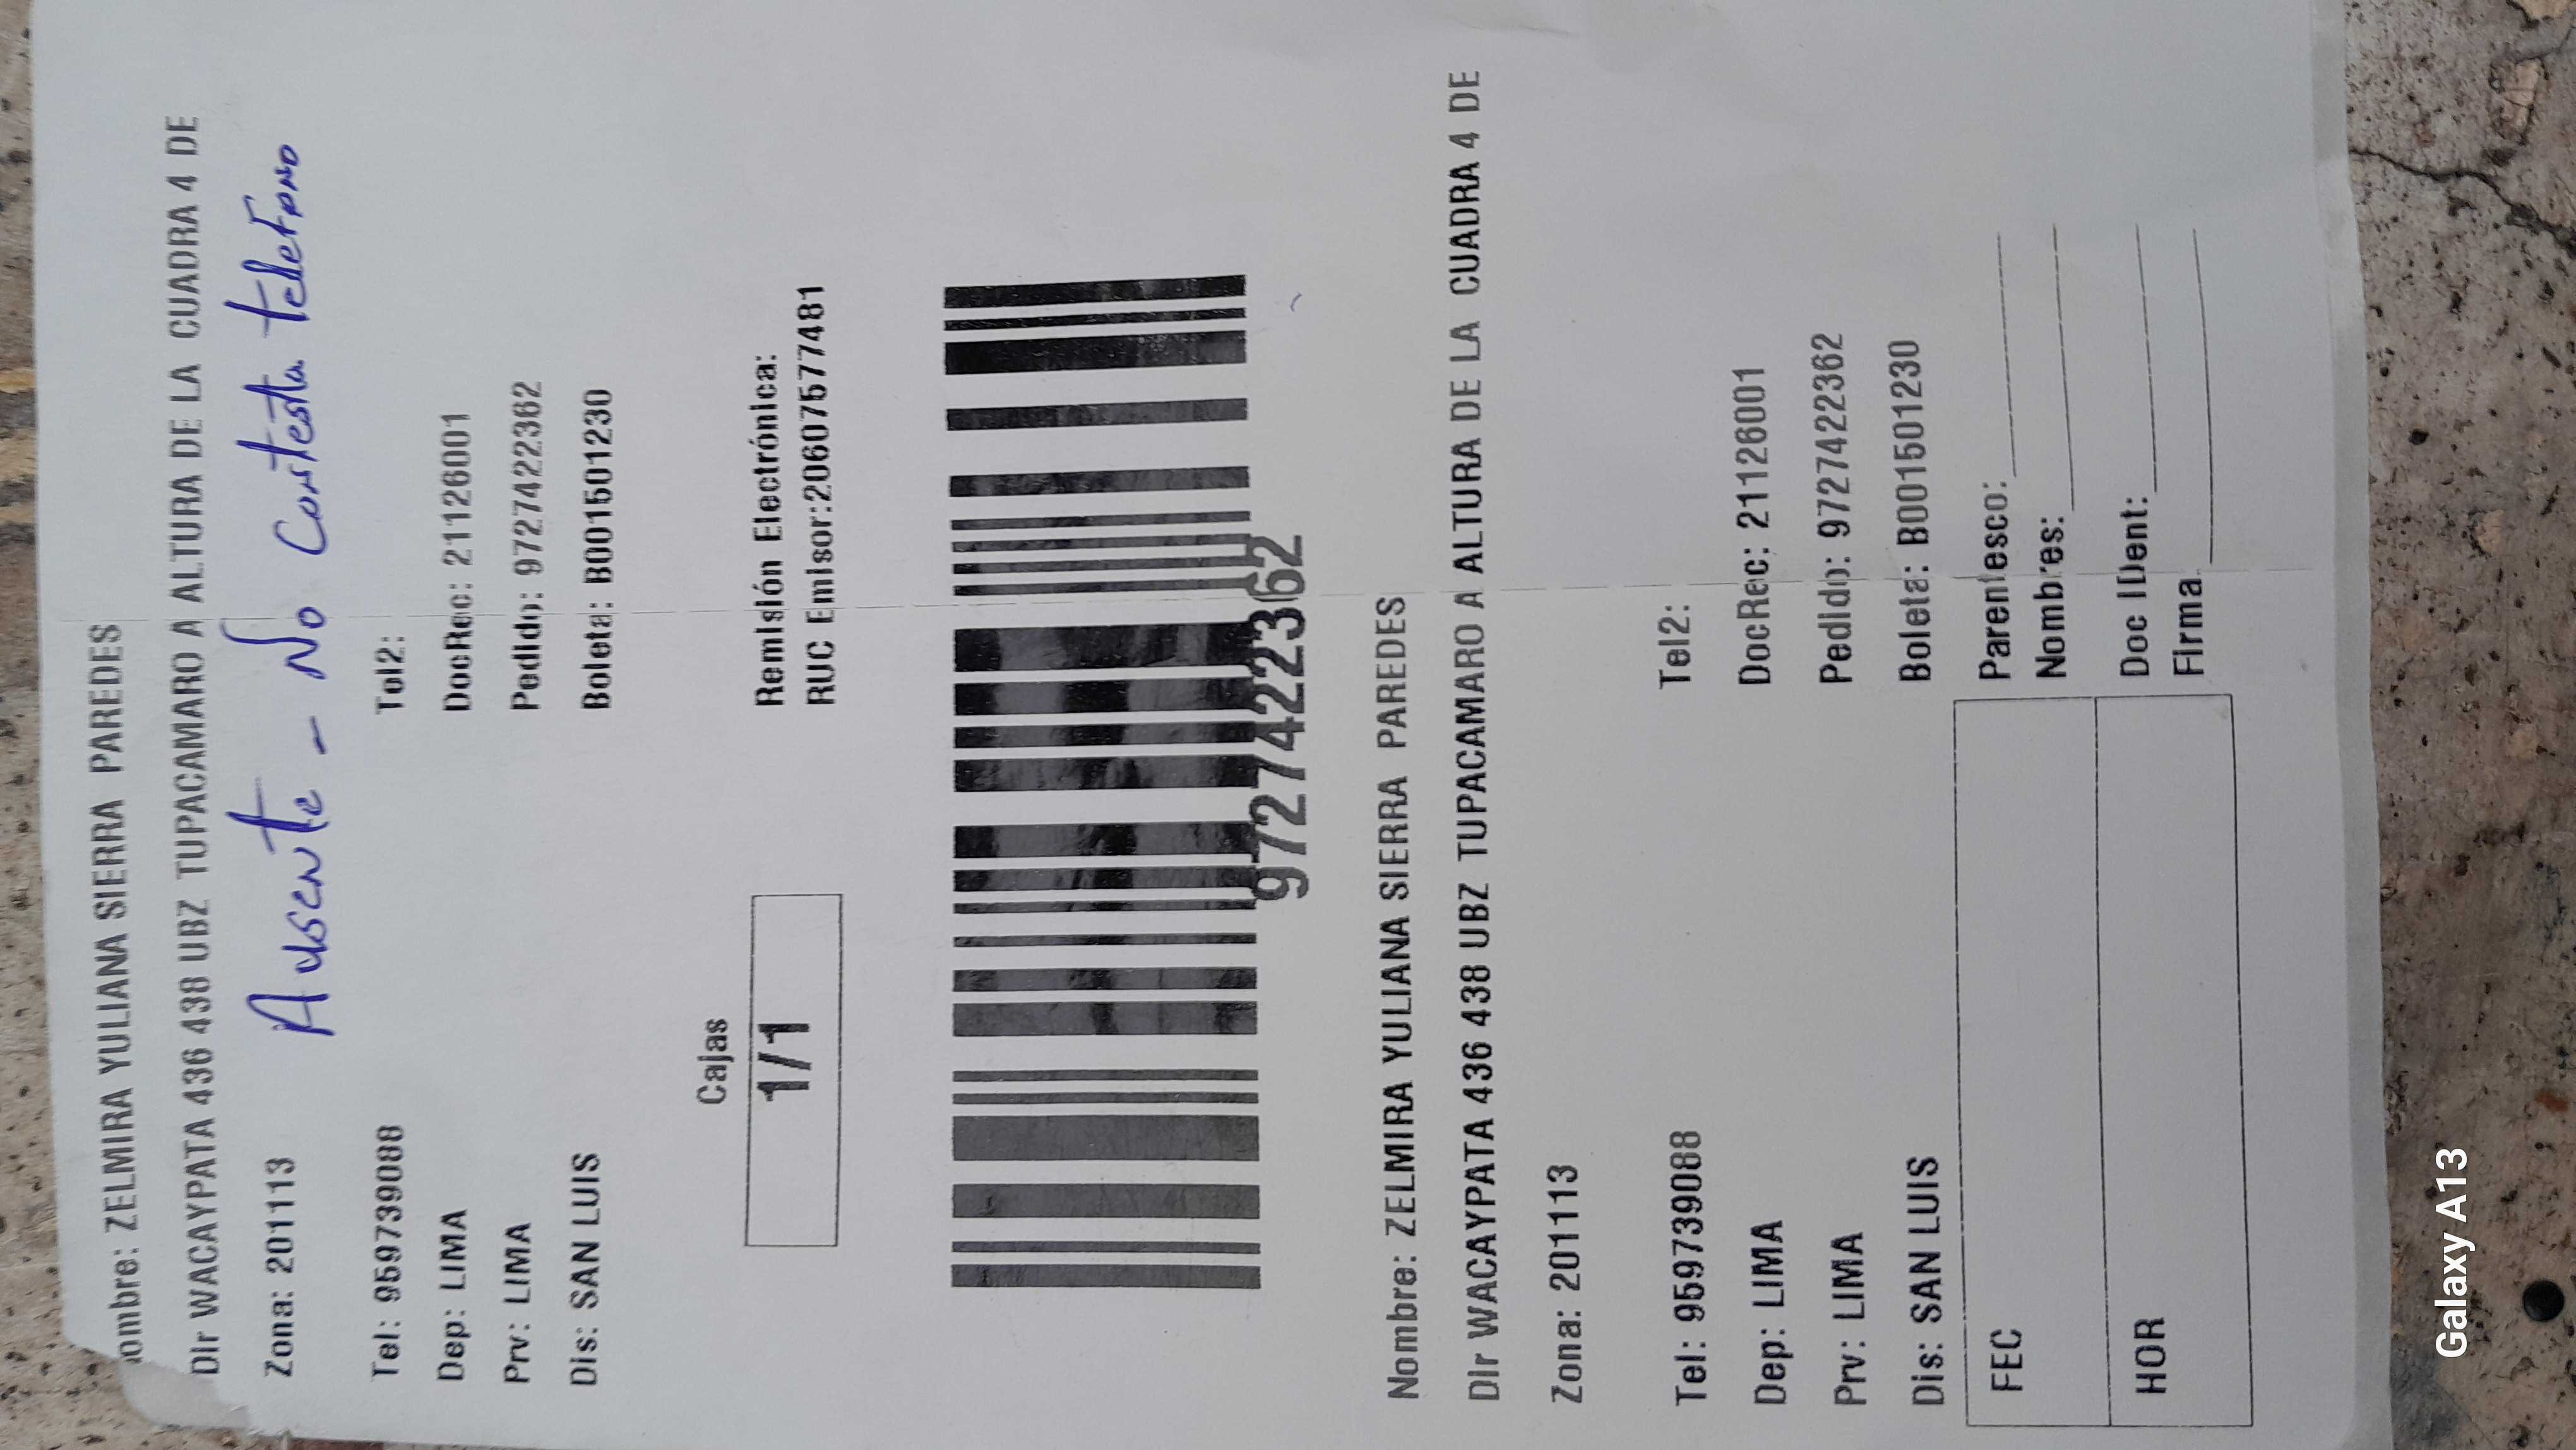 ombre: ZELMIRA YULIANA SIERRA PAREDES
Dir WACAYPATA 436 438 UBZ TUPACAMARO A ALTURA DE LA CUADRA 4 DE
Zona: 201113
Ausente - No Contesta teléfono
Tel: 959739088 Tel2:
Dep: LIMA DocRec: 21126001
Prv: LIMA Pedido: 9727422362
Dis: SAN LUIS Boleta: B001501230
Cajas
1/1
Remisión Electrónica:
RUC Emisor:20607577481
9727422362
Nombre: ZELMIRA YULIANA SIERRA PAREDES
Dir WACAYPATA 436 438 UBZ TUPACAMARO A ALTURA DE LA CUADRA 4 DE
Zona: 201113
Tel: 959739088 Tel2:
Dep: LIMA DocRec: 21126001
Prv: LIMA Pedido: 9727422362
Dis: SAN LUIS Boleta: B001501230
FEC Parentesco:
Nombres:
HOR Doc IDent:
Firma
Galaxy A13